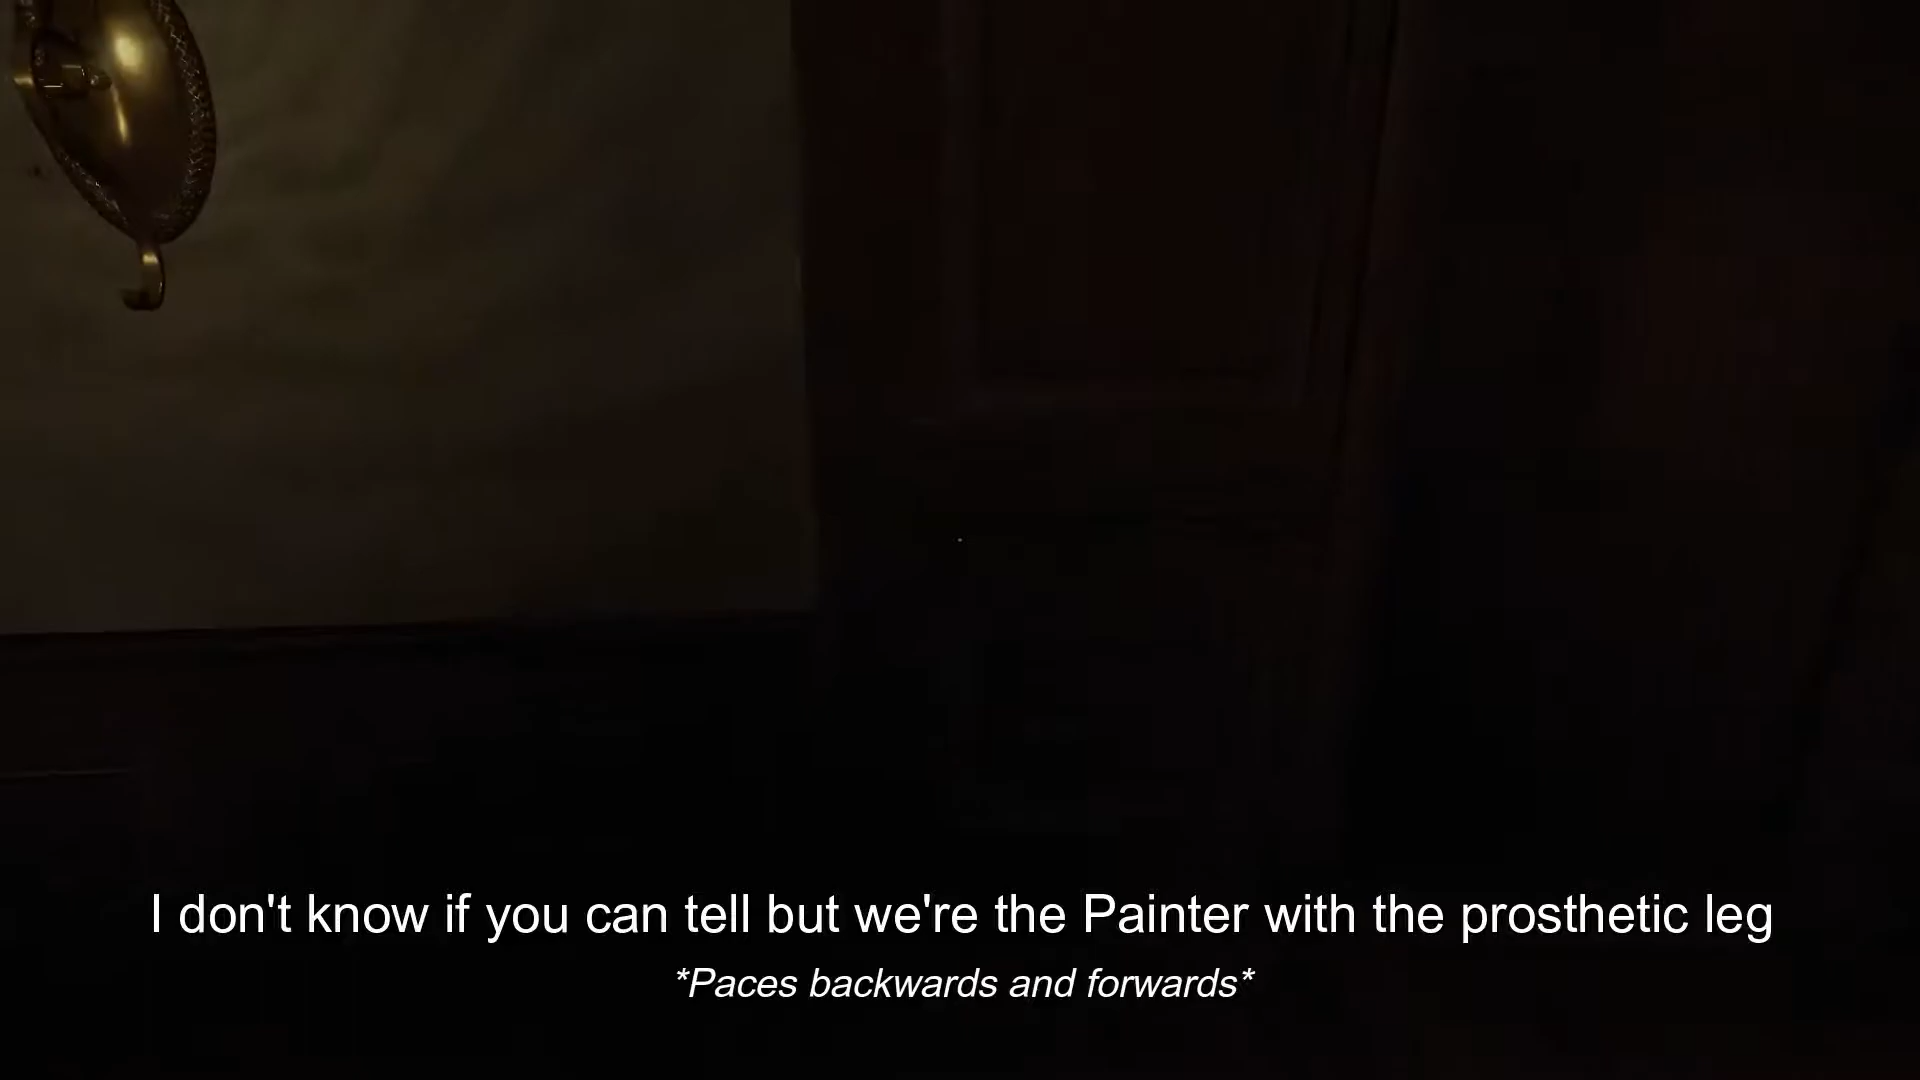 I don't know if you can tell but we're the Painter with the prosthetic leg
*Paces backwards and forwards*